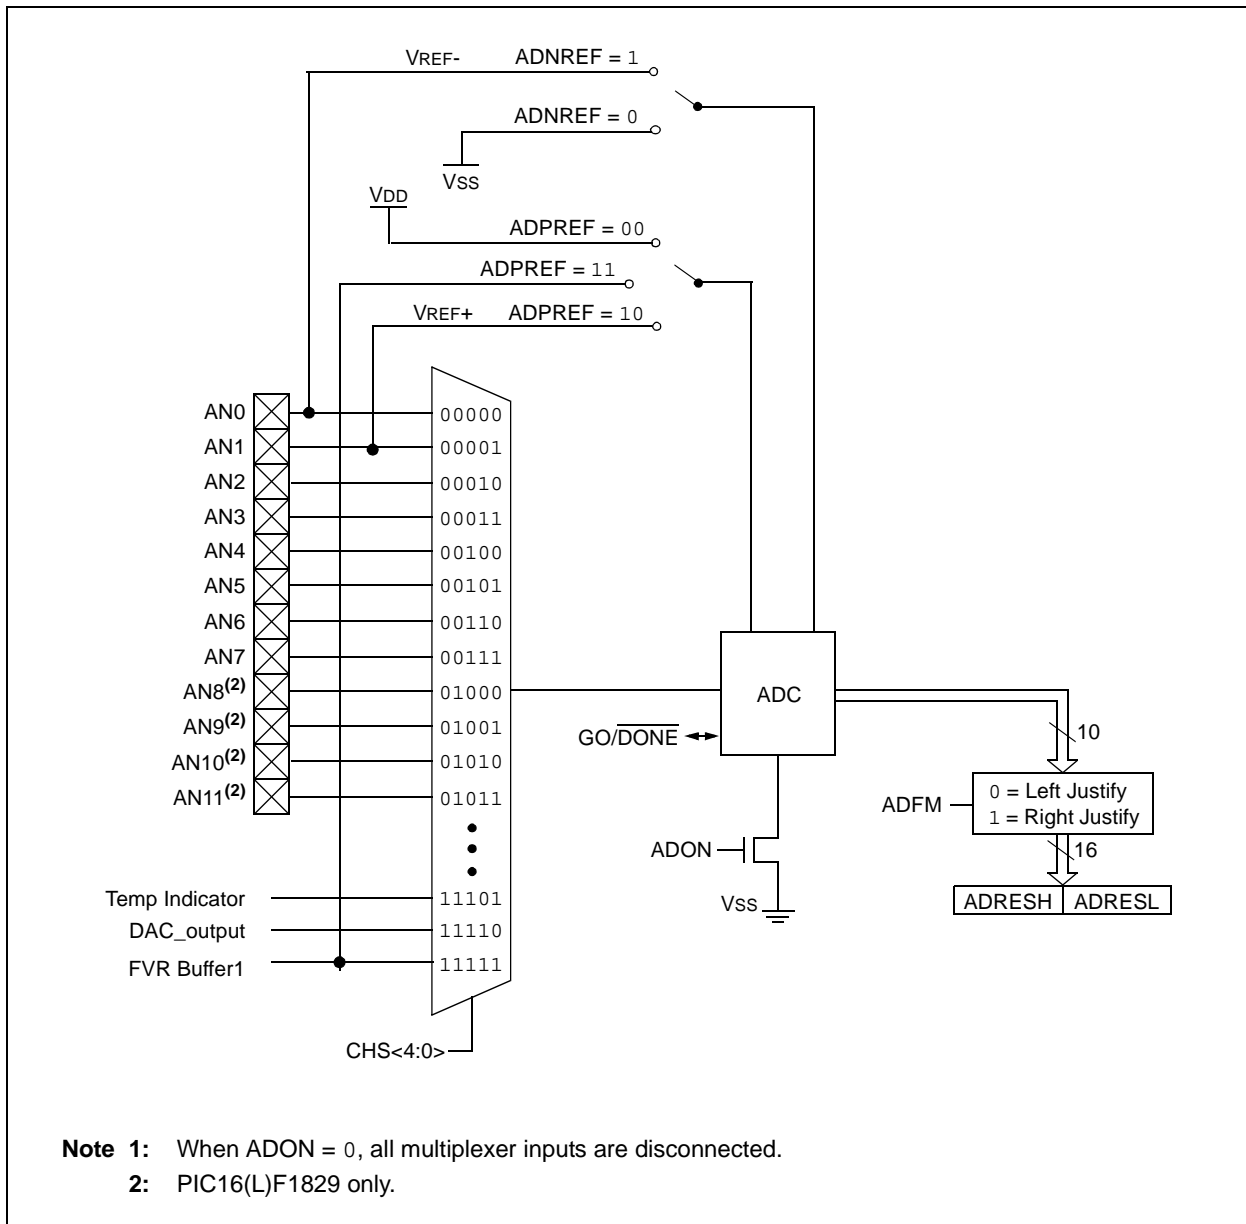 VREF- ADNREF = 1
ADNREF = 0
VSS
VDD
ADPREF = 00
ADPREF = 11
VREF+ ADPREF = 10
AN0 00000
AN1 00001
AN2 00010
AN3 00011
AN4 00100
AN5 00101
AN6 00110
AN7 00111
AN8(2) 01000
AN9(2) 01001
AN10(2) 01010
AN11(2) 01011
ADC
GO/DONE
10
ADFM
0 = Left Justify
1 = Right Justify
ADON
16
Temp Indicator 11101
VSS
ADRESH ADRESL
DAC_output 11110
FVR Buffer1 11111
CHS<4:0>
Note 1: When ADON = 0, all multiplexer inputs are disconnected.
2: PIC16(L)F1829 only.